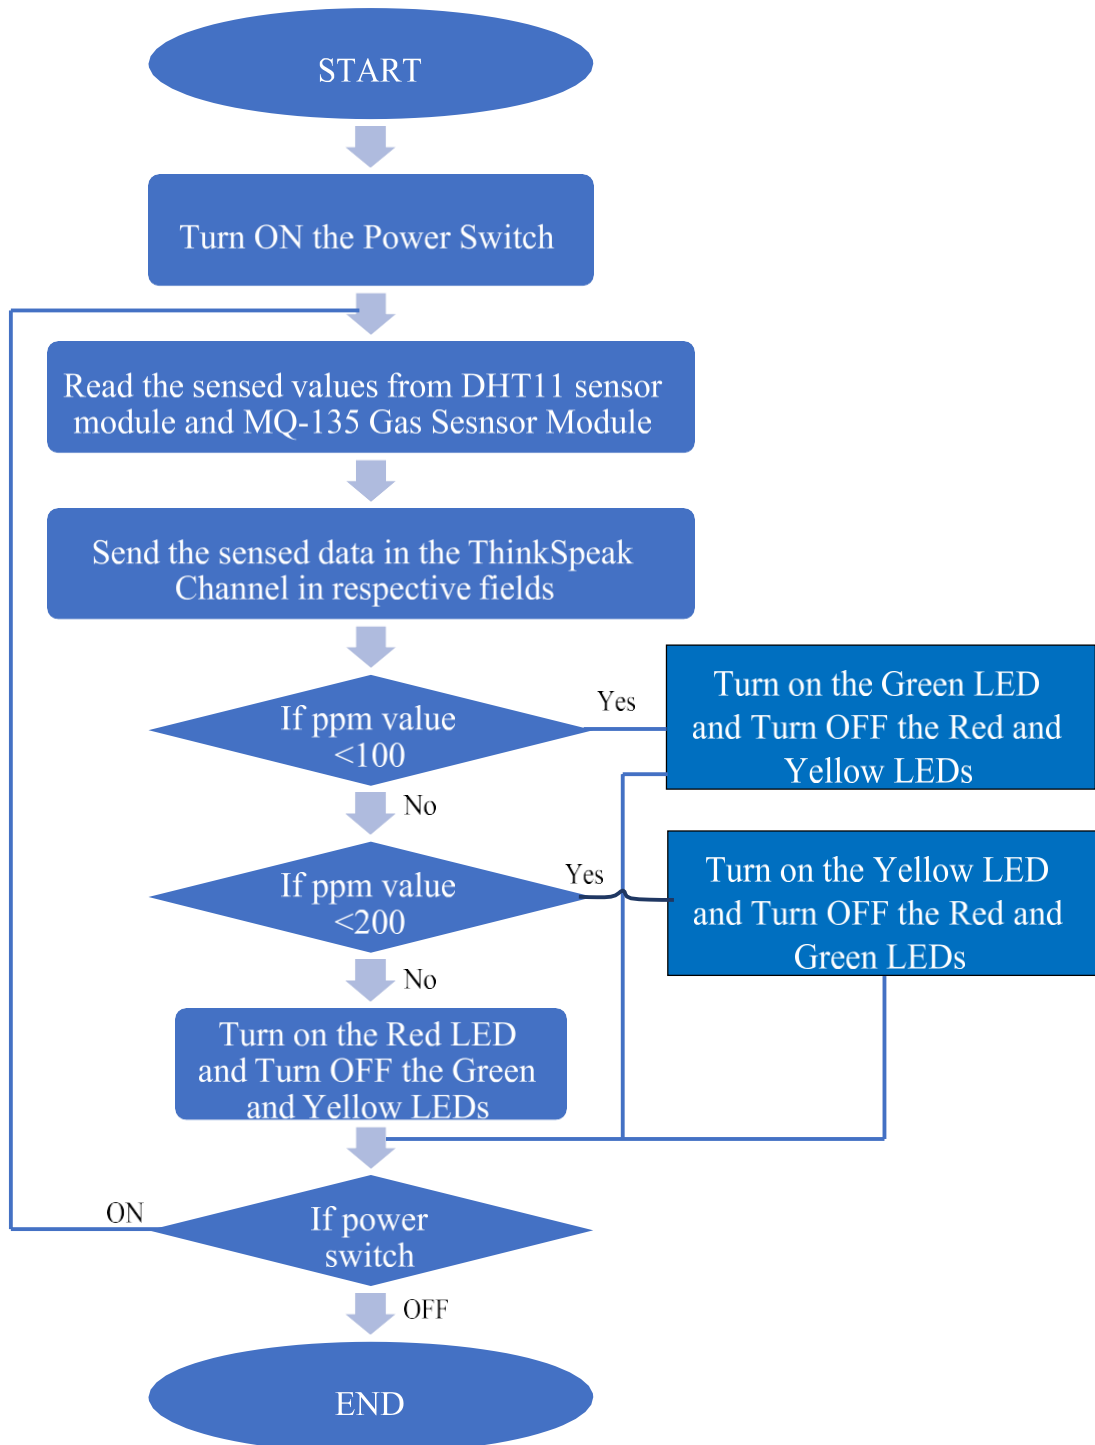 START
Turn ON the Power Switch
Read the sensed values from DHT11 sensor
module and MQ-135 Gas Sesnsor Module
Send the sensed data in the ThinkSpeak
Channel in respective fields
If ppm value
<100
Yes
Turn on the Green LED
and Turn OFF the Red and
Yellow LEDs
No
If ppm value
<200
Yes
Turn on the Yellow LED
and Turn OFF the Red and
Green LEDs
No
Turn on the Red LED
and Turn OFF the Green
and Yellow LEDs
ON
If power
switch
OFF
END